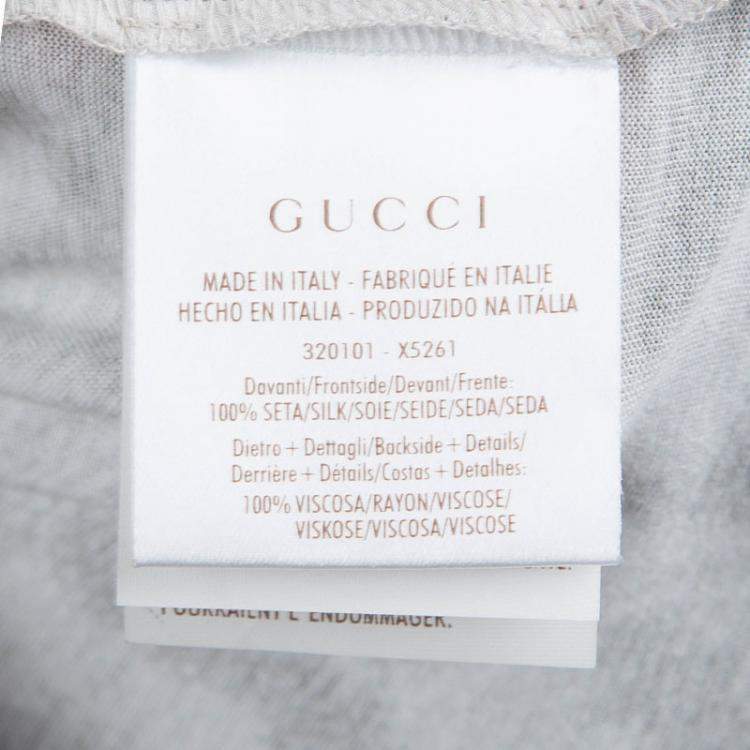 GUCCI
MADE IN ITALY - FABRIQUÉ EN ITALIE
HECHO EN ITALIA - PRODUZIDO NA ITÁLIA
320101 - X5261
Davanti/Frontside/Devant/Frente:
100% SETA/SILK/SOIE/SEIDE/SEDA/SEDA
Dietro + Dettagli/Backside + Details/
Derrière + Détails/Costas + Detalhes:
100% VISCOSA/RAYON/VISCOSE/
VISKOSE/VISCOSA/VISCOSE
POURRAIENT L'ENDOMMAGER.